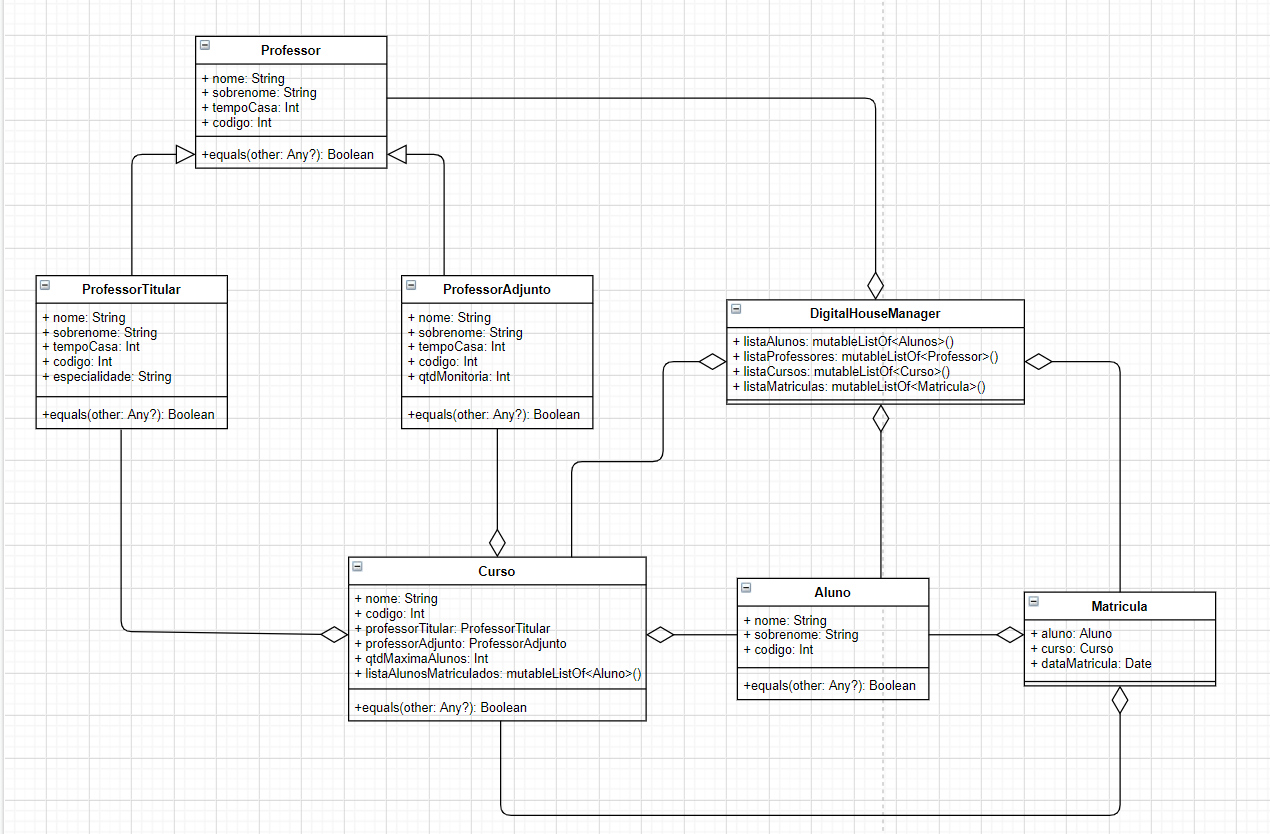 Professor
+ nome: String
+ sobrenome: String
+ tempoCasa: Int
+ codigo: Int
+equals(other: Any?): Boolean
ProfessorTitular
+ nome: String
+ sobrenome: String
+ tempoCasa: Int
+ codigo: Int
+ especialidade: String
+equals(other: Any?): Boolean
ProfessorAdjunto
+ nome: String
+ sobrenome: String
+ tempoCasa: Int
+ codigo: Int
+ qtdMonitoria: Int
+equals(other: Any?): Boolean
DigitalHouseManager
+ listaAlunos: mutableListOf<Alunos>()
+ listaProfessores: mutableListOf<Professor>()
+ listaCursos: mutableListOf<Curso>()
+ listaMatriculas: mutableListOf<Matricula>()
Curso
+ nome: String
+ codigo: Int
+ professorTitular: ProfessorTitular
+ professorAdjunto: ProfessorAdjunto
+ qtdMaximaAlunos: Int
+ listaAlunosMatriculados: mutableListOf<Aluno>()
+equals(other: Any?): Boolean
Aluno
+ nome: String
+ sobrenome: String
+ codigo: Int
+equals(other: Any?): Boolean
Matricula
+ aluno: Aluno
+ curso: Curso
+ dataMatricula: Date